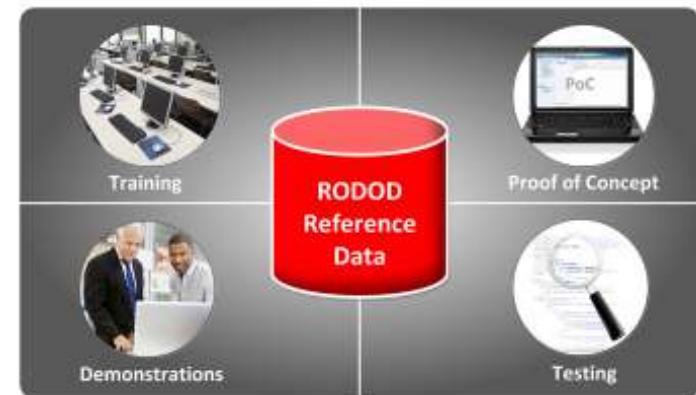 Training
PoC
Proof of Concept
RODOD
Reference
Data
Demonstrations
Testing